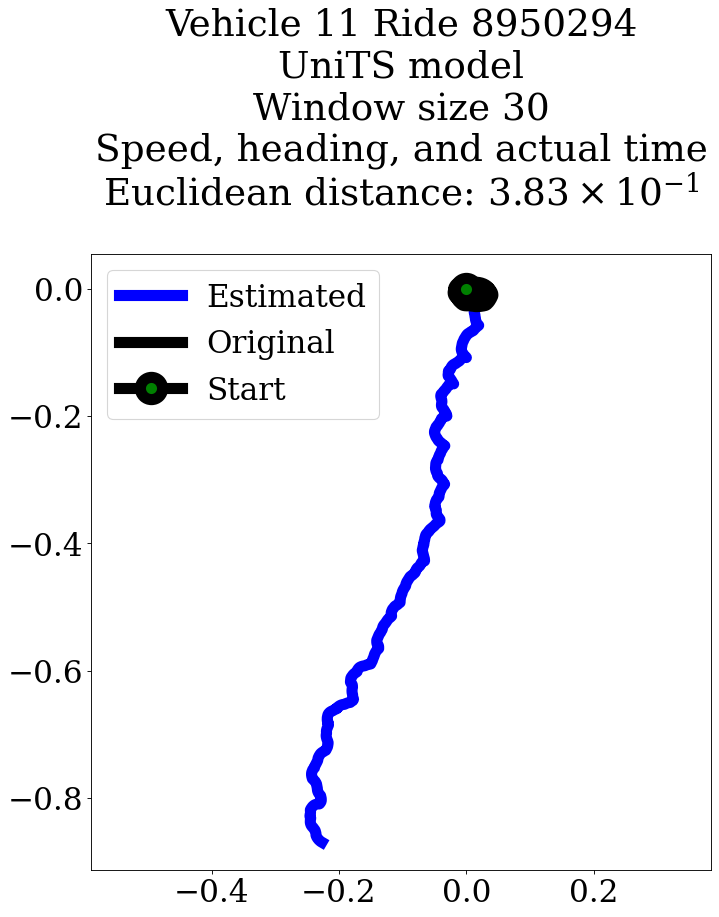 Vehicle 11 Ride 8950294
UniTS model
Window size 30
Speed, heading, and actual time
Euclidean distance: 3.83 × 10⁻¹
Estimated
Original
Start
0.0
−0.2
−0.4
−0.6
−0.8
−0.4 −0.2 0.0 0.2